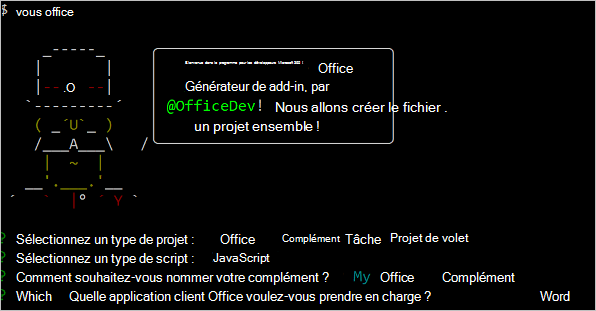 $ vous office
Bienvenue dans le programme pour les développeurs Microsoft 365 !
Office
Générateur de add-in, par
@OfficeDev! Nous allons créer le fichier .
un projet ensemble !
? Sélectionnez un type de projet : Office Complément Tâche Projet de volet
? Sélectionnez un type de script : JavaScript
? Comment souhaitez-vous nommer votre complément ? My Office Complément
? Which Quelle application client Office voulez-vous prendre en charge ? Word